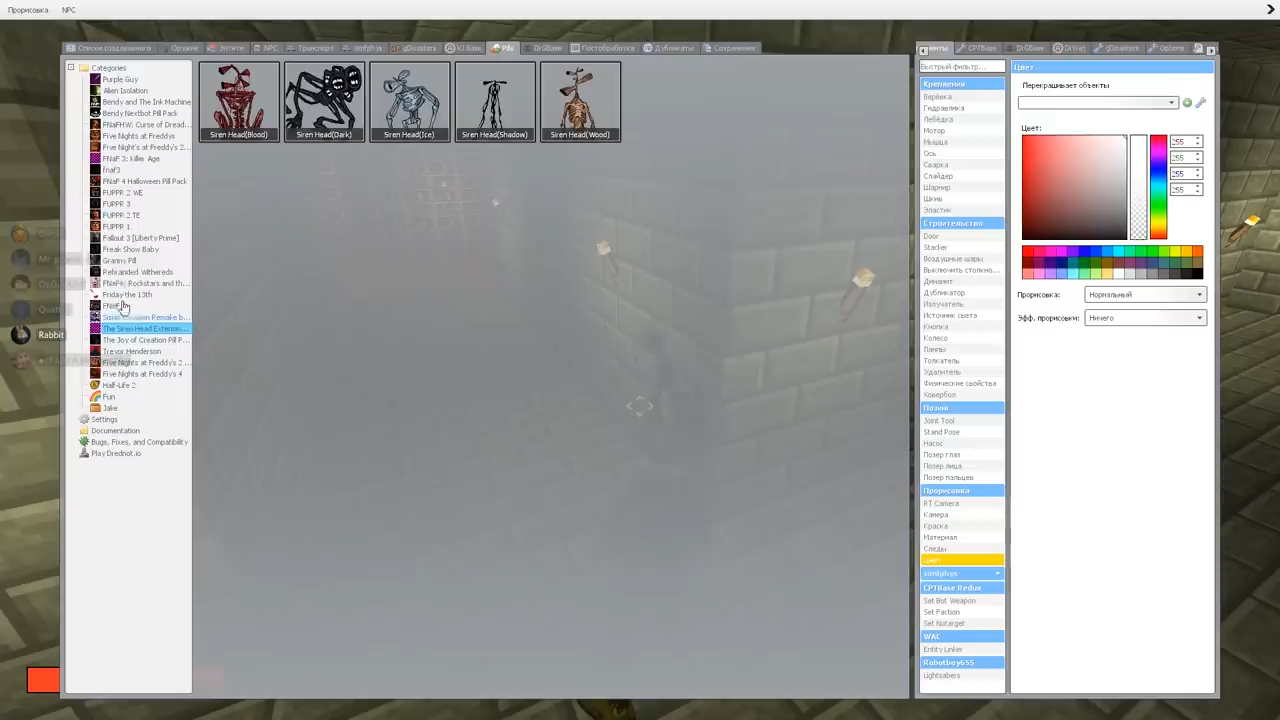 Прорисовка NPC
Списки создаваемого Оружие Энтити NPC Транспорт simfphys gDisasters VJ Base Pills DrGBase Постобработка Дубликаты Сохранения
CPTBase DrGBase DrVrej gDisasters Options
Categories
Purple Guy
Alien Isolation
Bendy and The Ink Machine
Bendy Nextbot Pill Pack
FNaFHW: Curse of Dread...
Five Nights at Freddys
Five Night's at Freddys 2...
FNaF 3: Killer Age
fnaf3
FNaF 4 Halloween Pill Pack
FUPPR 2 WE
FUPPR 3
FUPPR 2 TE
FUPPR 1
Fallout 3 [Liberty Prime]
Freak Show Baby
Granny Pill
Rebranded Withereds
FNaF6: Rockstars and th...
Friday the 13th
The Siren Head Extensio...
The Joy of Creation Pill P...
Trevor Henderson
Five Nights at Freddy's 2 ...
Five Nights at Freddy's 4
Half-Life 2
Fun
Jake
Settings
Documentation
Bugs, Fixes, and Compatibility
Play Drednot.io
Rabbit
Siren Head(Blood) Siren Head(Dark) Siren Head(Ice) Siren Head(Shadow) Siren Head(Wood)
Быстрый фильтр...
Крепления
Верёвка
Гидравлика
Лебёдка
Мотор
Мышца
Ось
Сварка
Слайдер
Шарнир
Шкив
Эластик
Строительство
Door
Stacker
Воздушные шары
Выключить столкно...
Динамит
Дубликатор
Излучатель
Источник света
Кнопка
Колесо
Лампы
Толкатель
Удалитель
Физические свойства
Ховербол
Позинг
Joint Tool
Stand Pose
Насос
Позер глаз
Позер лица
Позер пальцев
Прорисовка
RT Camera
Камера
Краска
Материал
Следы
Цвет
simfphys
CPTBase Redux
Set Bot Weapon
Set Faction
Set Notarget
WAC
Entity Linker
Robotboy655
Lightsabers
Цвет
Перекрашивает объекты
Цвет:
255
255
255
255
Прорисовка: Нормальный
Эфф. прорисовки: Ничего